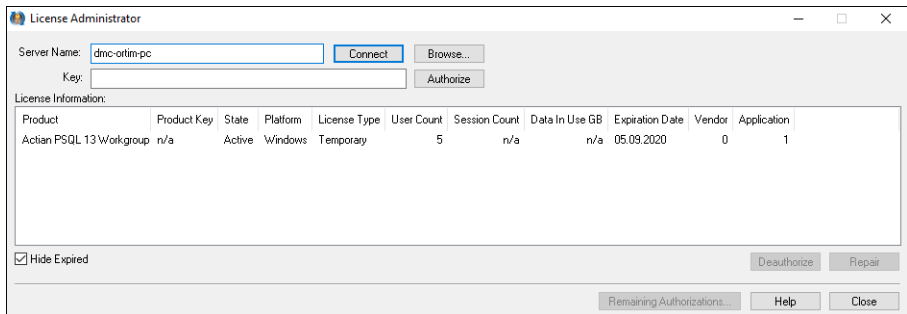 License Administrator
Server Name: dmc-ortim-pc Connect Browse...
Key: Authorize
License Information:
Product Product Key State Platform License Type User Count Session Count Data In Use GB Expiration Date Vendor Application
Actian PSQL 13 Workgroup n/a Active Windows Temporary 5 n/a n/a 05.09.2020 0 1
Hide Expired Deauthorize Repair
Remaining Authorizations... Help Close